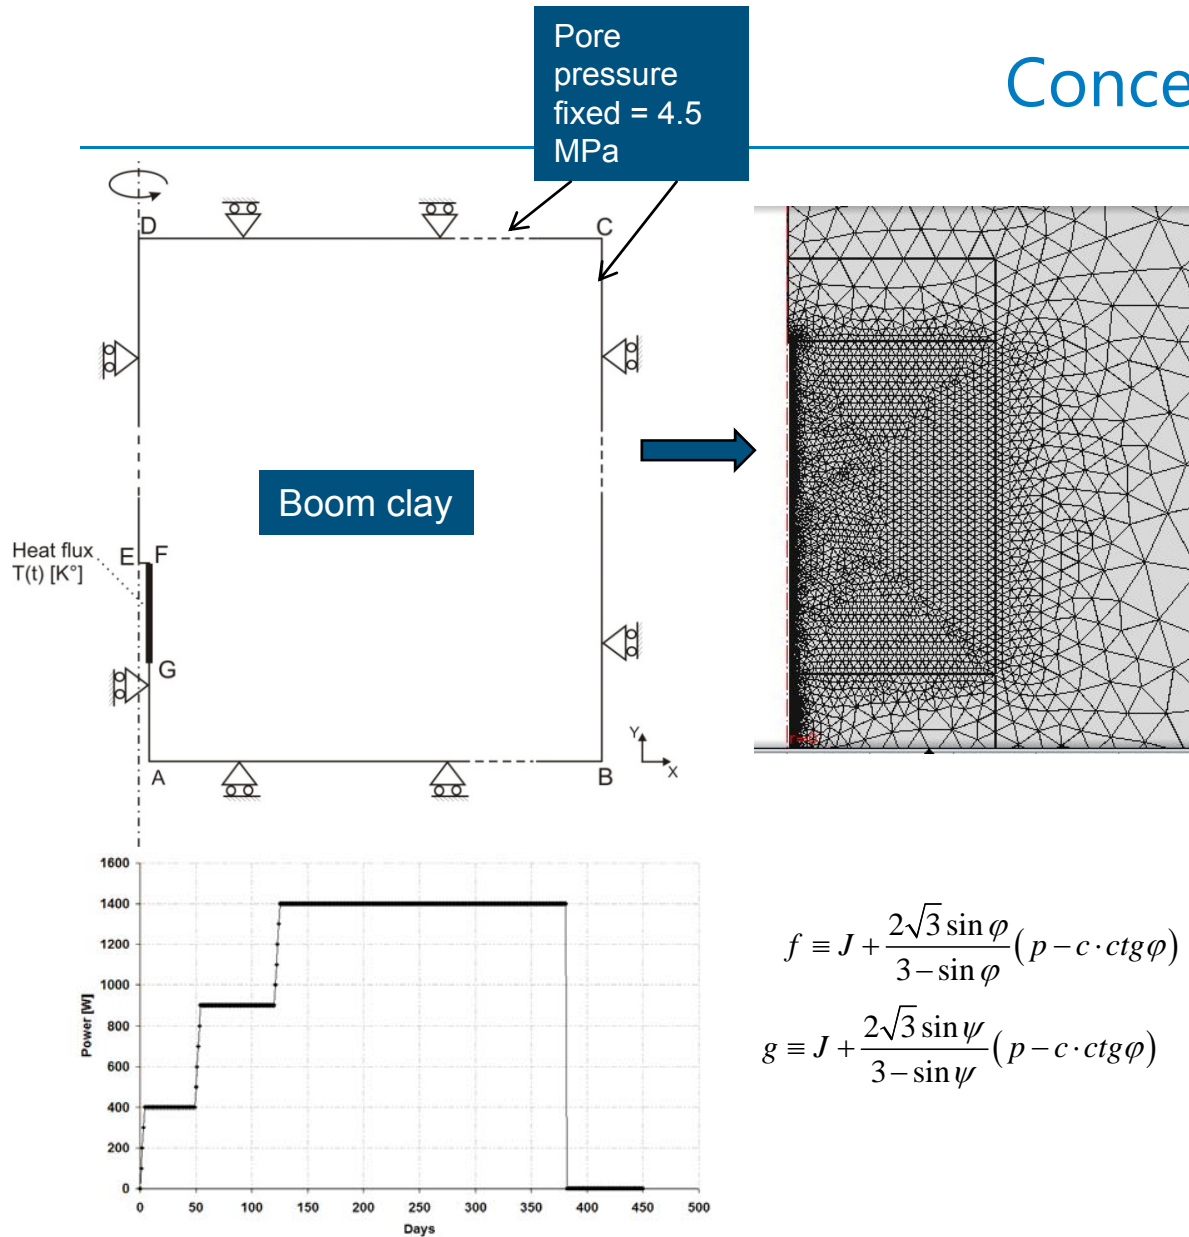 Pore
pressure
fixed = 4.5
MPa
Conce
D
C
Boom clay
Heat flux
T(t) [K°]
E
F
G
Y
X
A
B
1600
1400
1200
1000
800
600
400
200
0
Power [W]
0 50 100 150 200 250 300 350 400 450 500
Days
f ≡ J + 2√3 sin φ / 3 − sin φ ( p − c · ctgφ )
g ≡ J + 2√3 sin ψ / 3 − sin ψ ( p − c · ctgφ )